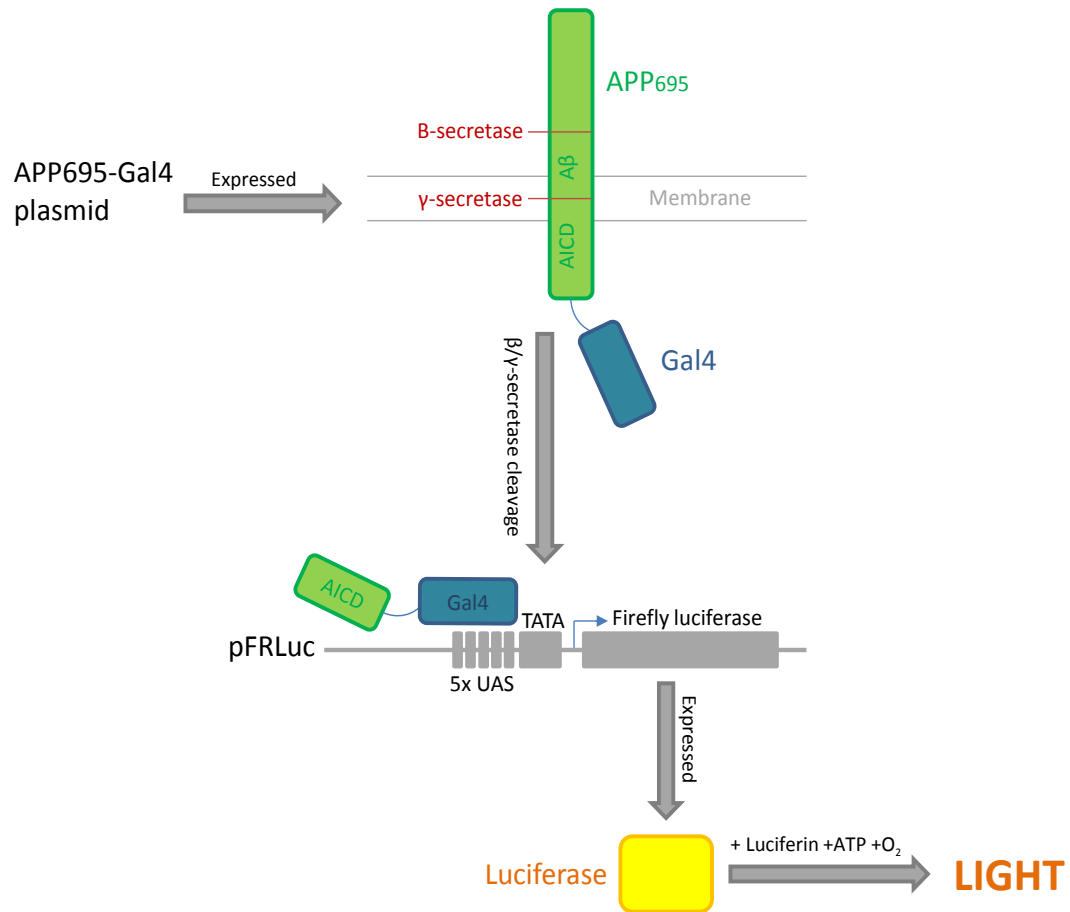 APP695
B-secretase
Aβ
APP695-Gal4
plasmid
Expressed
γ-secretase
Membrane
AICD
Gal4
β/γ-secretase cleavage
AICD
Gal4
TATA
Firefly luciferase
pFRLuc
5x UAS
Expressed
Luciferase
+ Luciferin +ATP +O₂
LIGHT